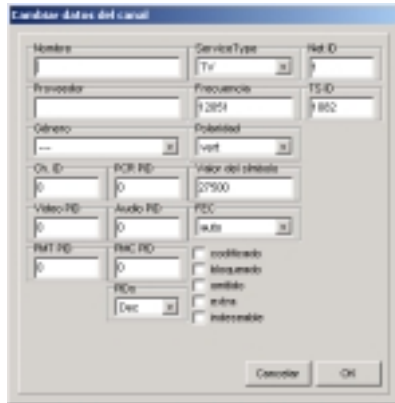 Cambiar datos del canal
Nombre
ServiceType
TV
Net.ID
1
Proveedor
Frecuencia
12051
TS ID
1082
Género
---
Polaridad
vert
Ch. ID
0
PCR PID
0
Valor del símbolo
27500
Video PID
0
Audio PID
0
FEC
auto
PMT PID
0
PMC PID
0
codificado
bloqueado
omitido
extra
indeseable
PIDs
Dec
Cancelar
OK